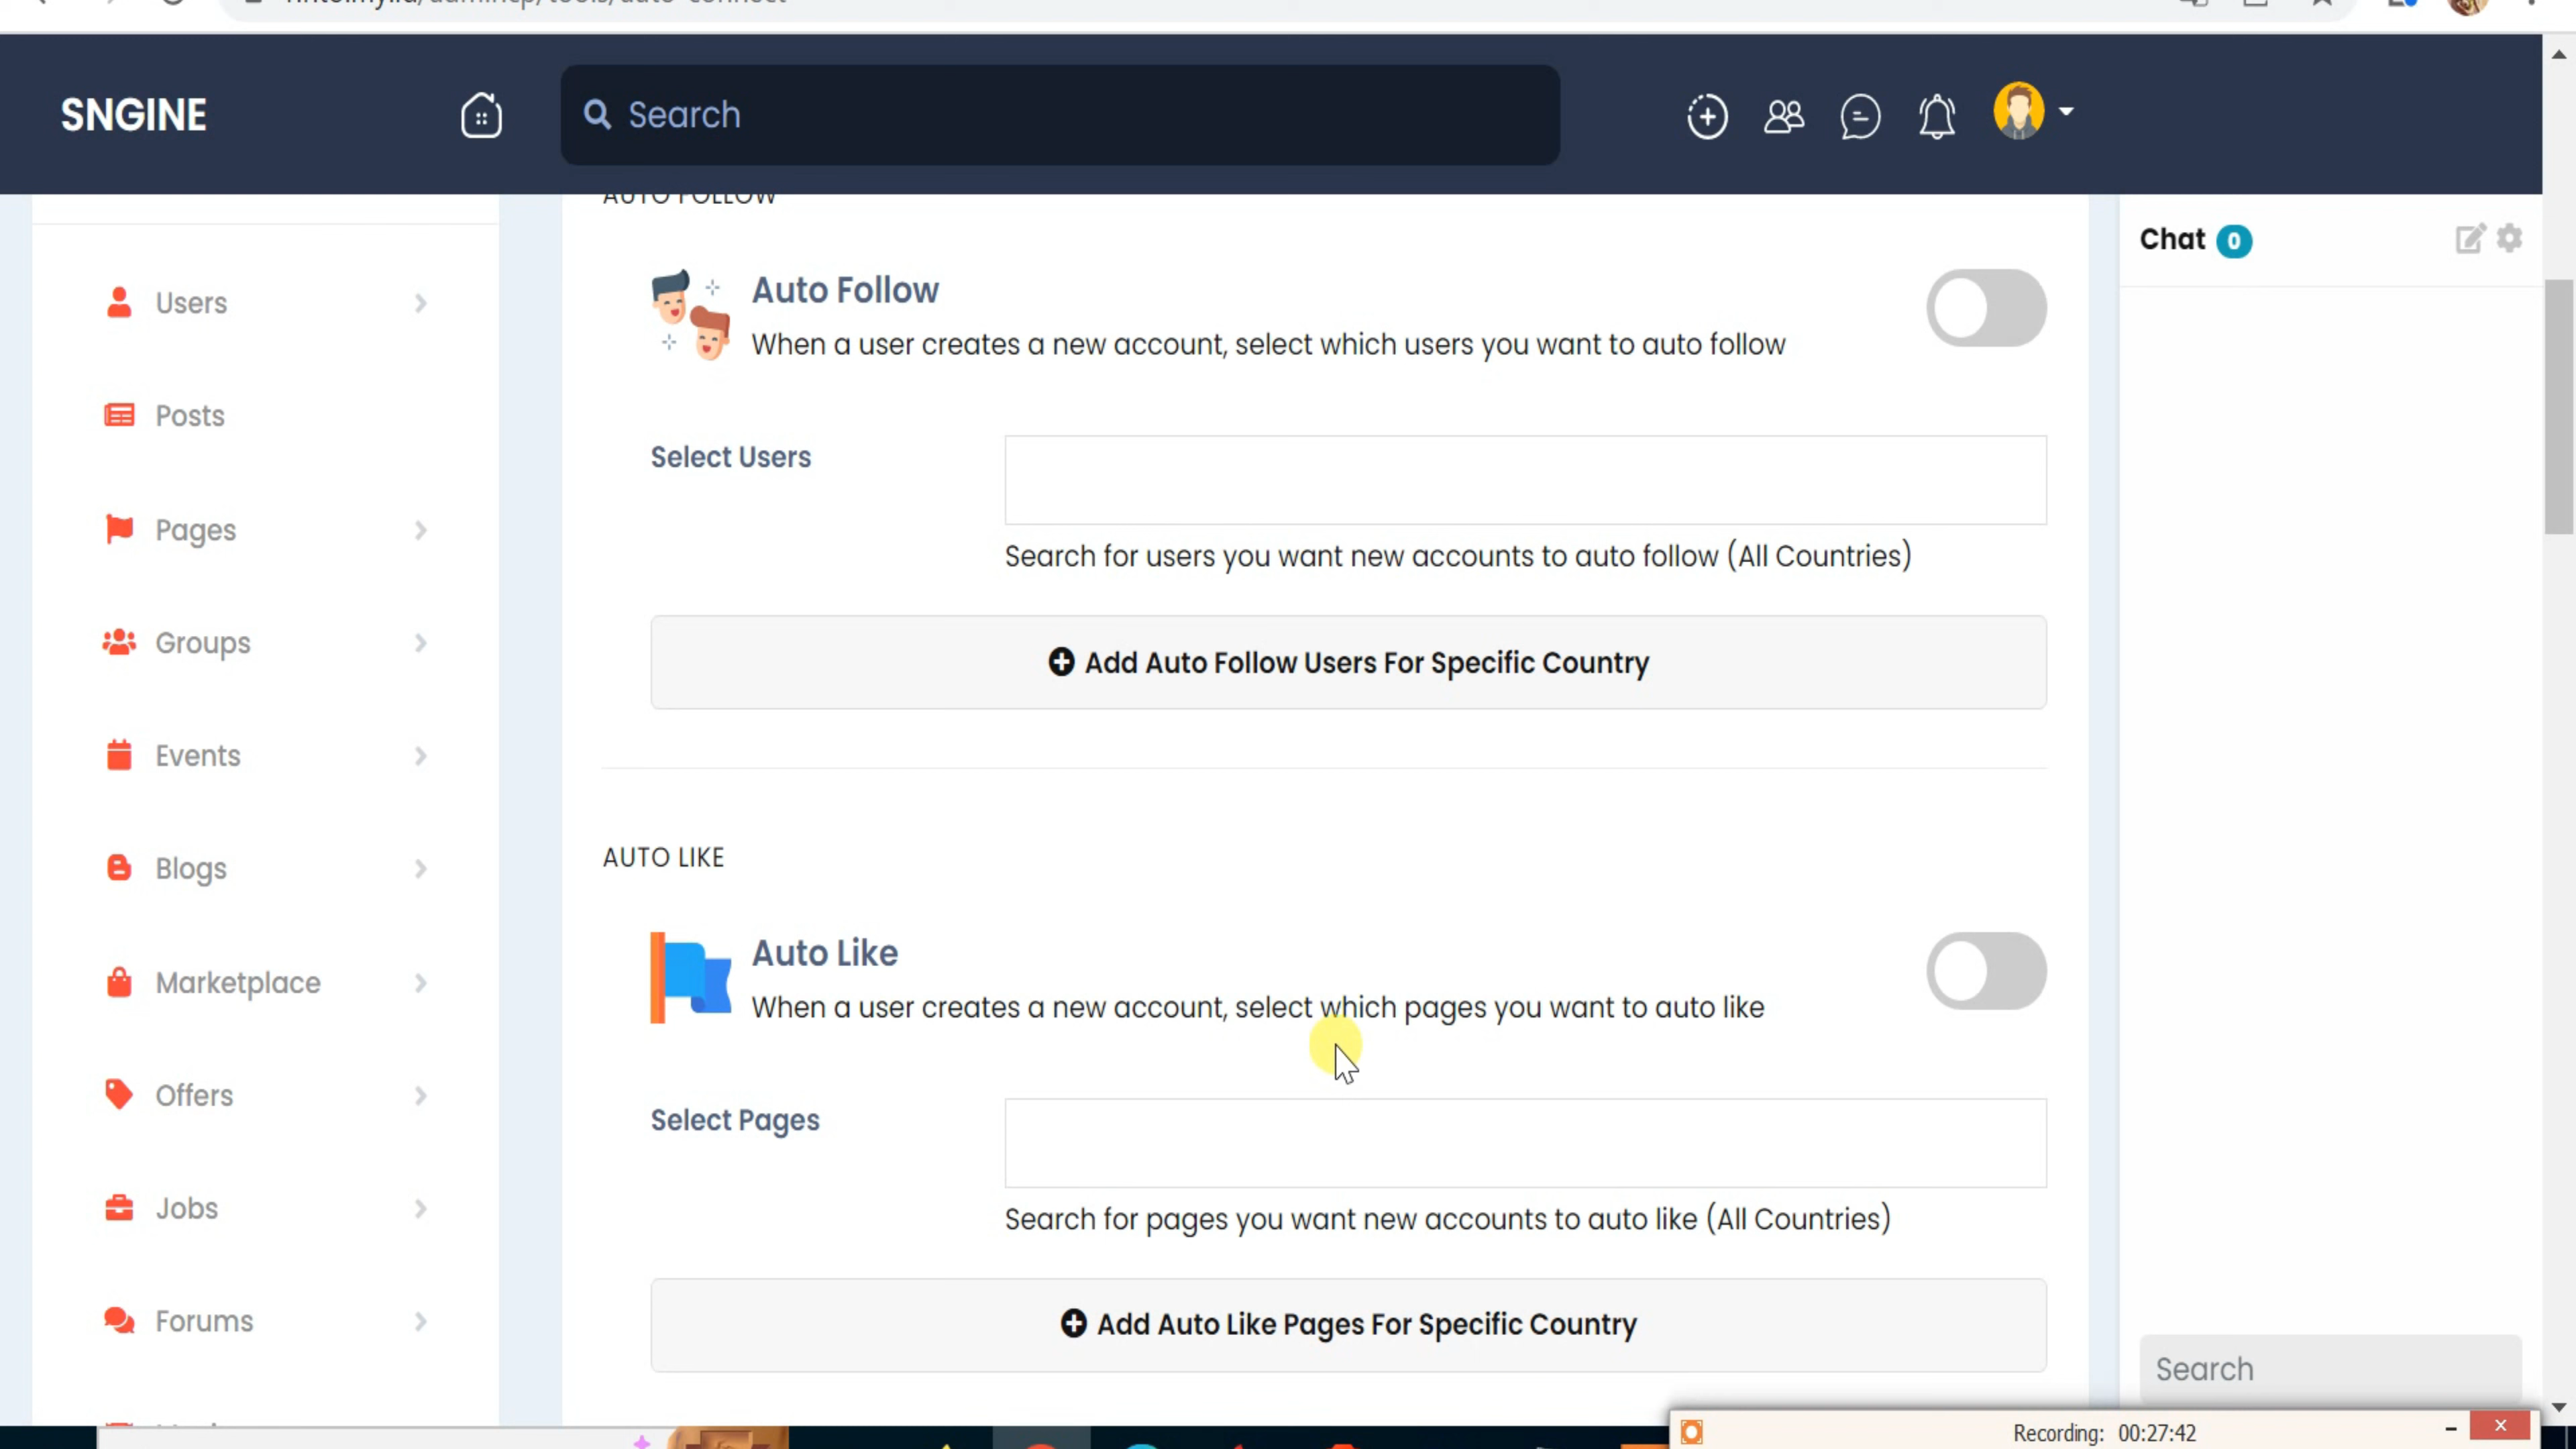 SNGINE
Search
AUTO FOLLOW
Chat 0
Users
Auto Follow
When a user creates a new account, select which users you want to auto follow
Posts
Select Users
Pages
Search for users you want new accounts to auto follow (All Countries)
Groups
Add Auto Follow Users For Specific Country
Events
Blogs
AUTO LIKE
Auto Like
When a user creates a new account, select which pages you want to auto like
Marketplace
Offers
Select Pages
Jobs
Search for pages you want new accounts to auto like (All Countries)
Forums
Add Auto Like Pages For Specific Country
Search
Recording: 00:27:42